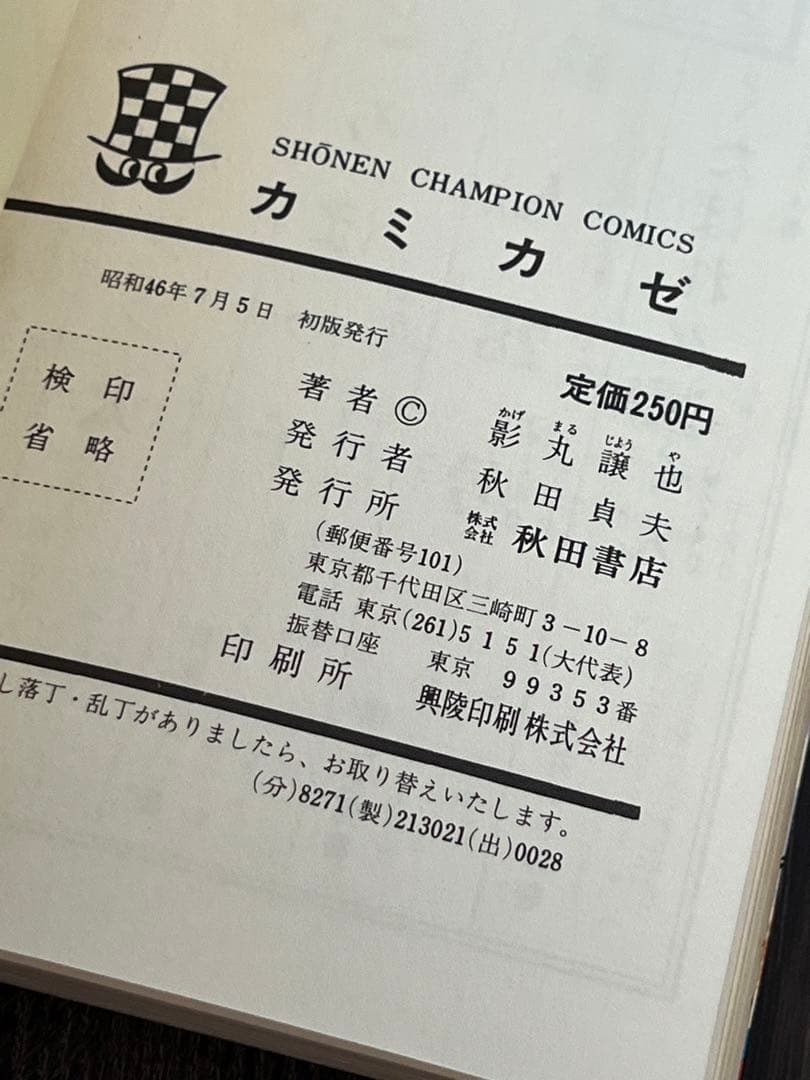 SHŌNEN CHAMPION COMICS
カミカゼ
昭和46年7月5日 初版発行
定価250円
検印
省略
著者© 影丸譲也
かげ まる じよう や
発行者 秋田貞夫
発行所 株式会社 秋田書店
(郵便番号101)
東京都千代田区三崎町3-10-8
電話 東京(261)5151(大代表)
振替口座 東京 99353番
印刷所 興陵印刷株式会社
し落丁・乱丁がありましたら、お取り替えいたします。
(分)8271(製)213021(出)0028